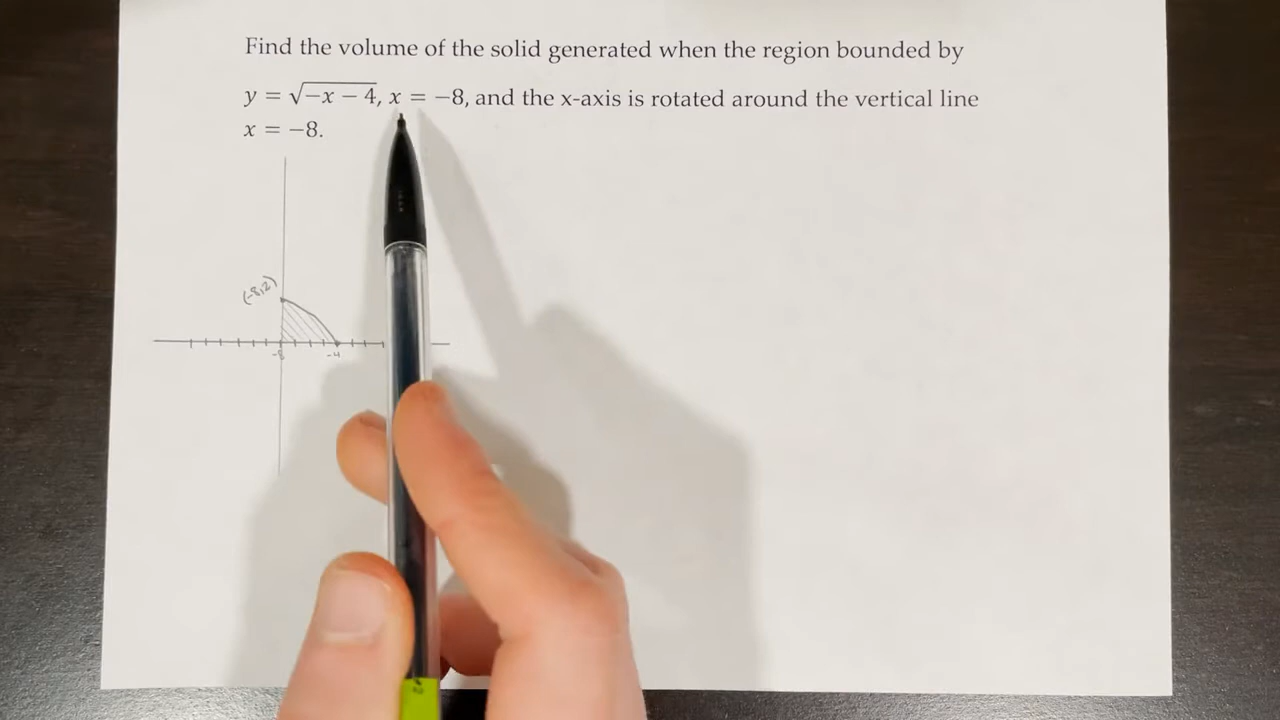 Find the volume of the solid generated when the region bounded by
y = √(−x − 4), x = −8, and the x-axis is rotated around the vertical line
x = −8.
(-8,2)
-8 -4